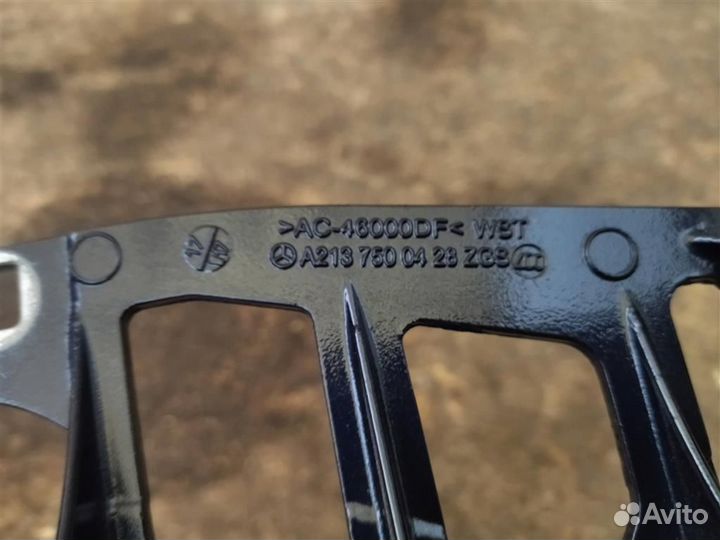 >AC-46000DF< WBT
A213 750 04 28 ZGS
Avito